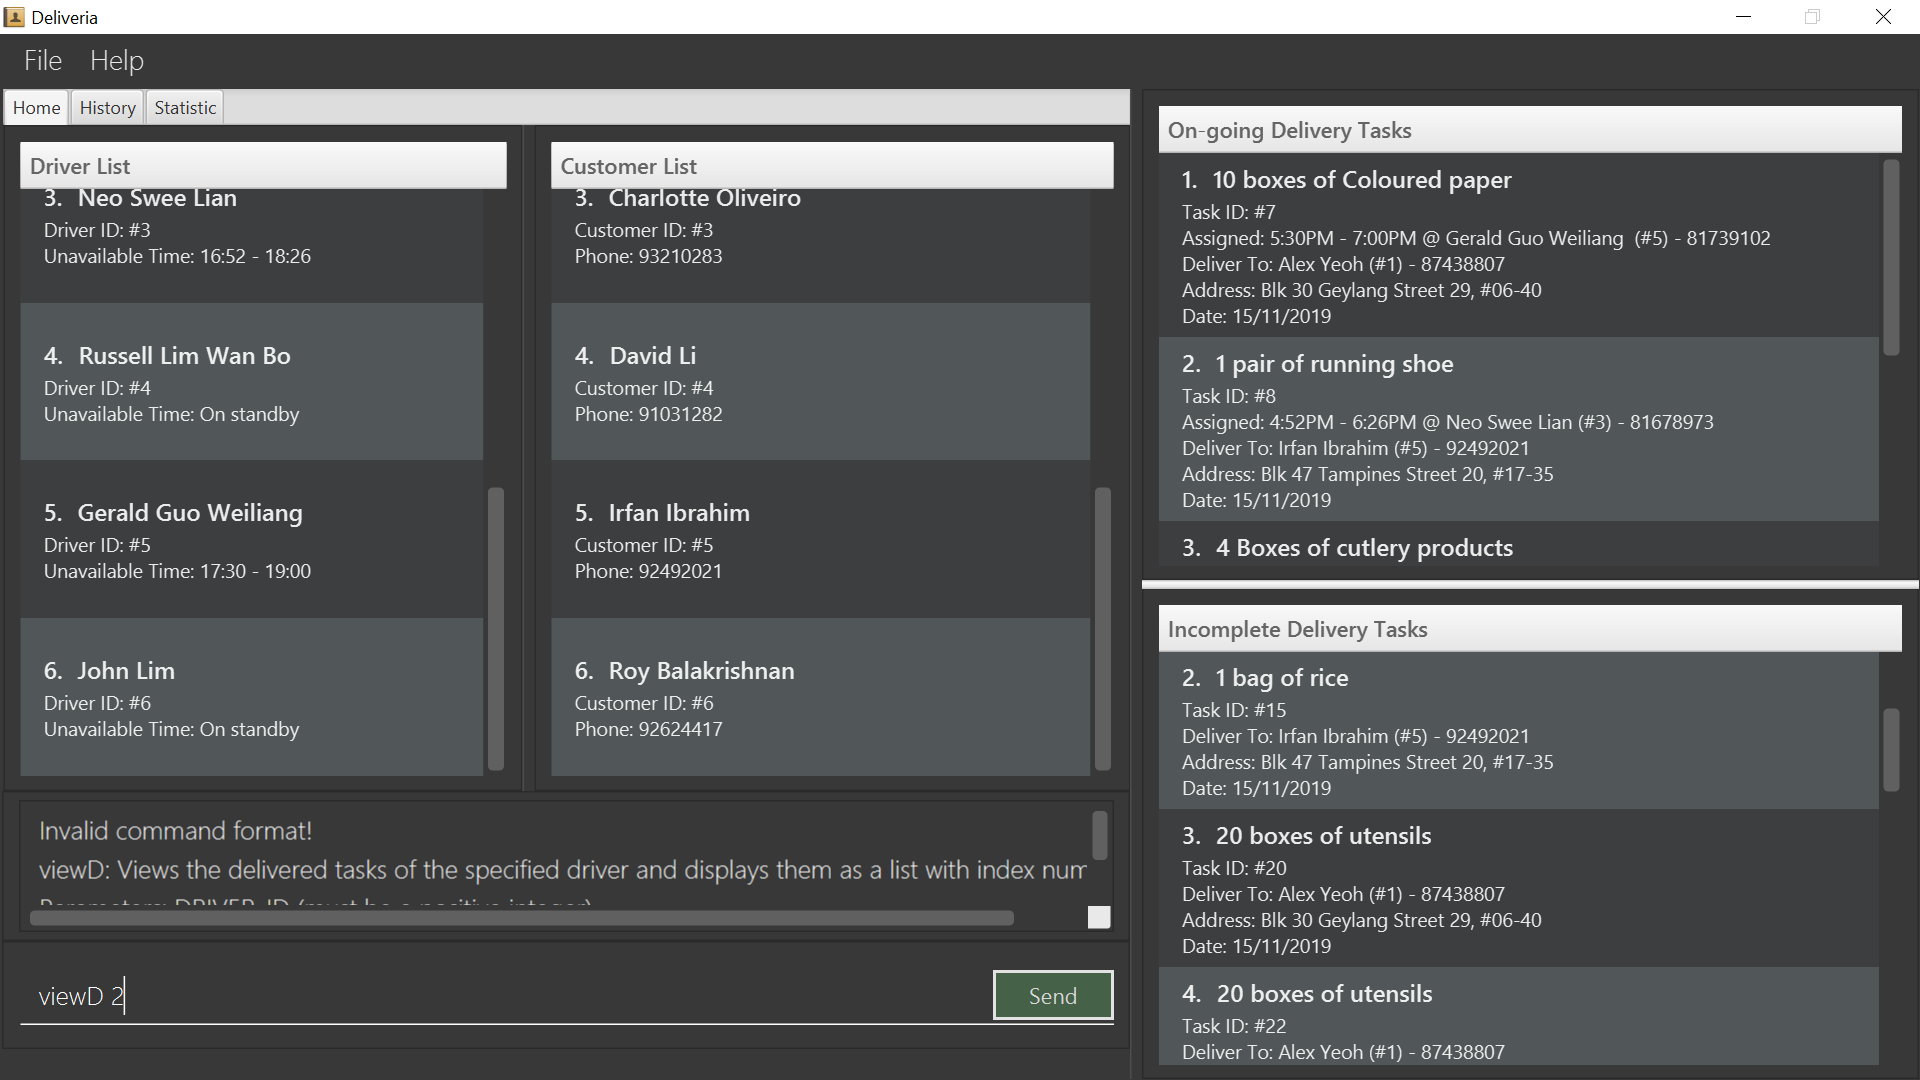 Deliveria
File Help
Home History Statistic
Driver List
3. Neo Swee Lian
Driver ID: #3
Unavailable Time: 16:52 - 18:26
4. Russell Lim Wan Bo
Driver ID: #4
Unavailable Time: On standby
5. Gerald Guo Weiliang
Driver ID: #5
Unavailable Time: 17:30 - 19:00
6. John Lim
Driver ID: #6
Unavailable Time: On standby
Customer List
3. Charlotte Oliveiro
Customer ID: #3
Phone: 93210283
4. David Li
Customer ID: #4
Phone: 91031282
5. Irfan Ibrahim
Customer ID: #5
Phone: 92492021
6. Roy Balakrishnan
Customer ID: #6
Phone: 92624417
Invalid command format!
viewD: Views the delivered tasks of the specified driver and displays them as a list with index num
Parameters: DRIVER_ID (must be a positive integer)
viewD 2
Send
On-going Delivery Tasks
1. 10 boxes of Coloured paper
Task ID: #7
Assigned: 5:30PM - 7:00PM @ Gerald Guo Weiliang (#5) - 81739102
Deliver To: Alex Yeoh (#1) - 87438807
Address: Blk 30 Geylang Street 29, #06-40
Date: 15/11/2019
2. 1 pair of running shoe
Task ID: #8
Assigned: 4:52PM - 6:26PM @ Neo Swee Lian (#3) - 81678973
Deliver To: Irfan Ibrahim (#5) - 92492021
Address: Blk 47 Tampines Street 20, #17-35
Date: 15/11/2019
3. 4 Boxes of cutlery products
Incomplete Delivery Tasks
2. 1 bag of rice
Task ID: #15
Deliver To: Irfan Ibrahim (#5) - 92492021
Address: Blk 47 Tampines Street 20, #17-35
Date: 15/11/2019
3. 20 boxes of utensils
Task ID: #20
Deliver To: Alex Yeoh (#1) - 87438807
Address: Blk 30 Geylang Street 29, #06-40
Date: 15/11/2019
4. 20 boxes of utensils
Task ID: #22
Deliver To: Alex Yeoh (#1) - 87438807